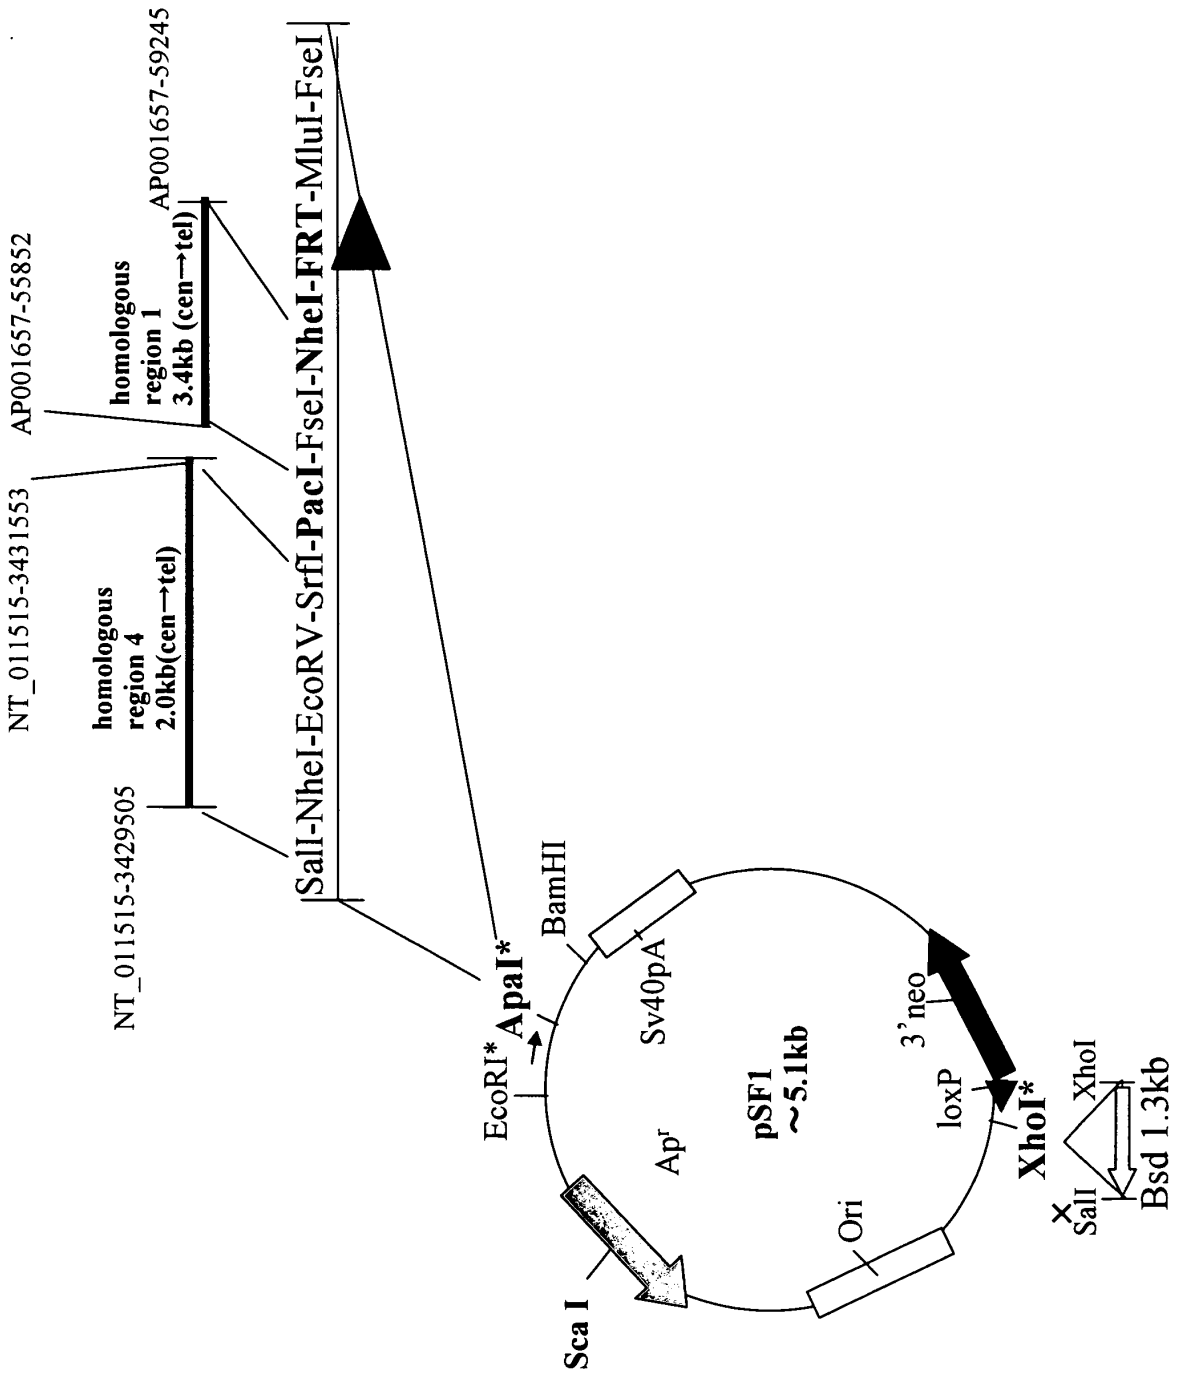 NT_011515-3429505
NT_011515-3431553
AP001657-55852
AP001657-59245
homologous
region 4
2.0kb(cen→tel)
homologous
region 1
3.4kb (cen→tel)
SalI-NheI-EcoRV-SrfI-PacI-FseI-NheI-FRT-MluI-FseI
EcoRI*
ApaI*
BamHI
Sv40pA
Sca I
Apʳ
pSF1
~5.1kb
3'neo
loxP
Ori
XhoI*
×
SalI
XhoI
Bsd 1.3kb